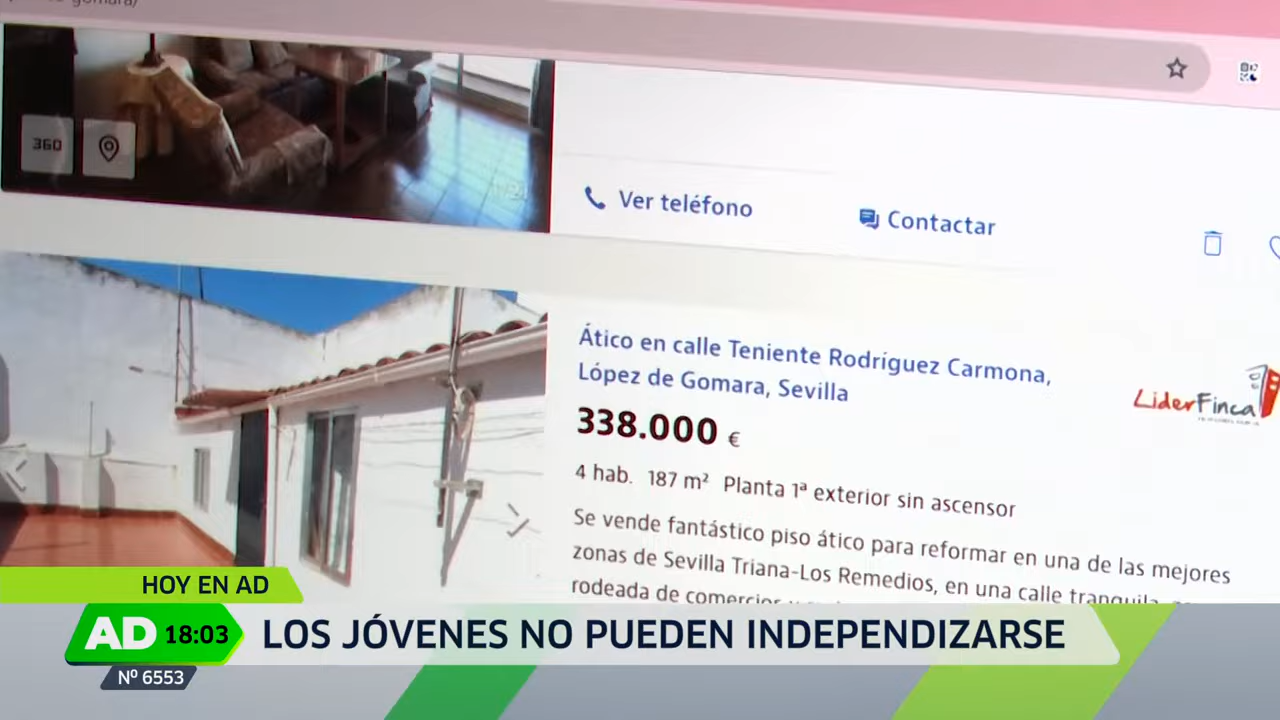 360
Ver teléfono
Contactar
Ático en calle Teniente Rodríguez Carmona,
López de Gomara, Sevilla
LíderFinca
338.000 €
4 hab. 187 m² Planta 1ª exterior sin ascensor
Se vende fantástico piso ático para reformar en una de las mejores
zonas de Sevilla Triana-Los Remedios, en una calle tranquila
rodeada de comercios
HOY EN AD
AD 18:03
LOS JÓVENES NO PUEDEN INDEPENDIZARSE
Nº 6553